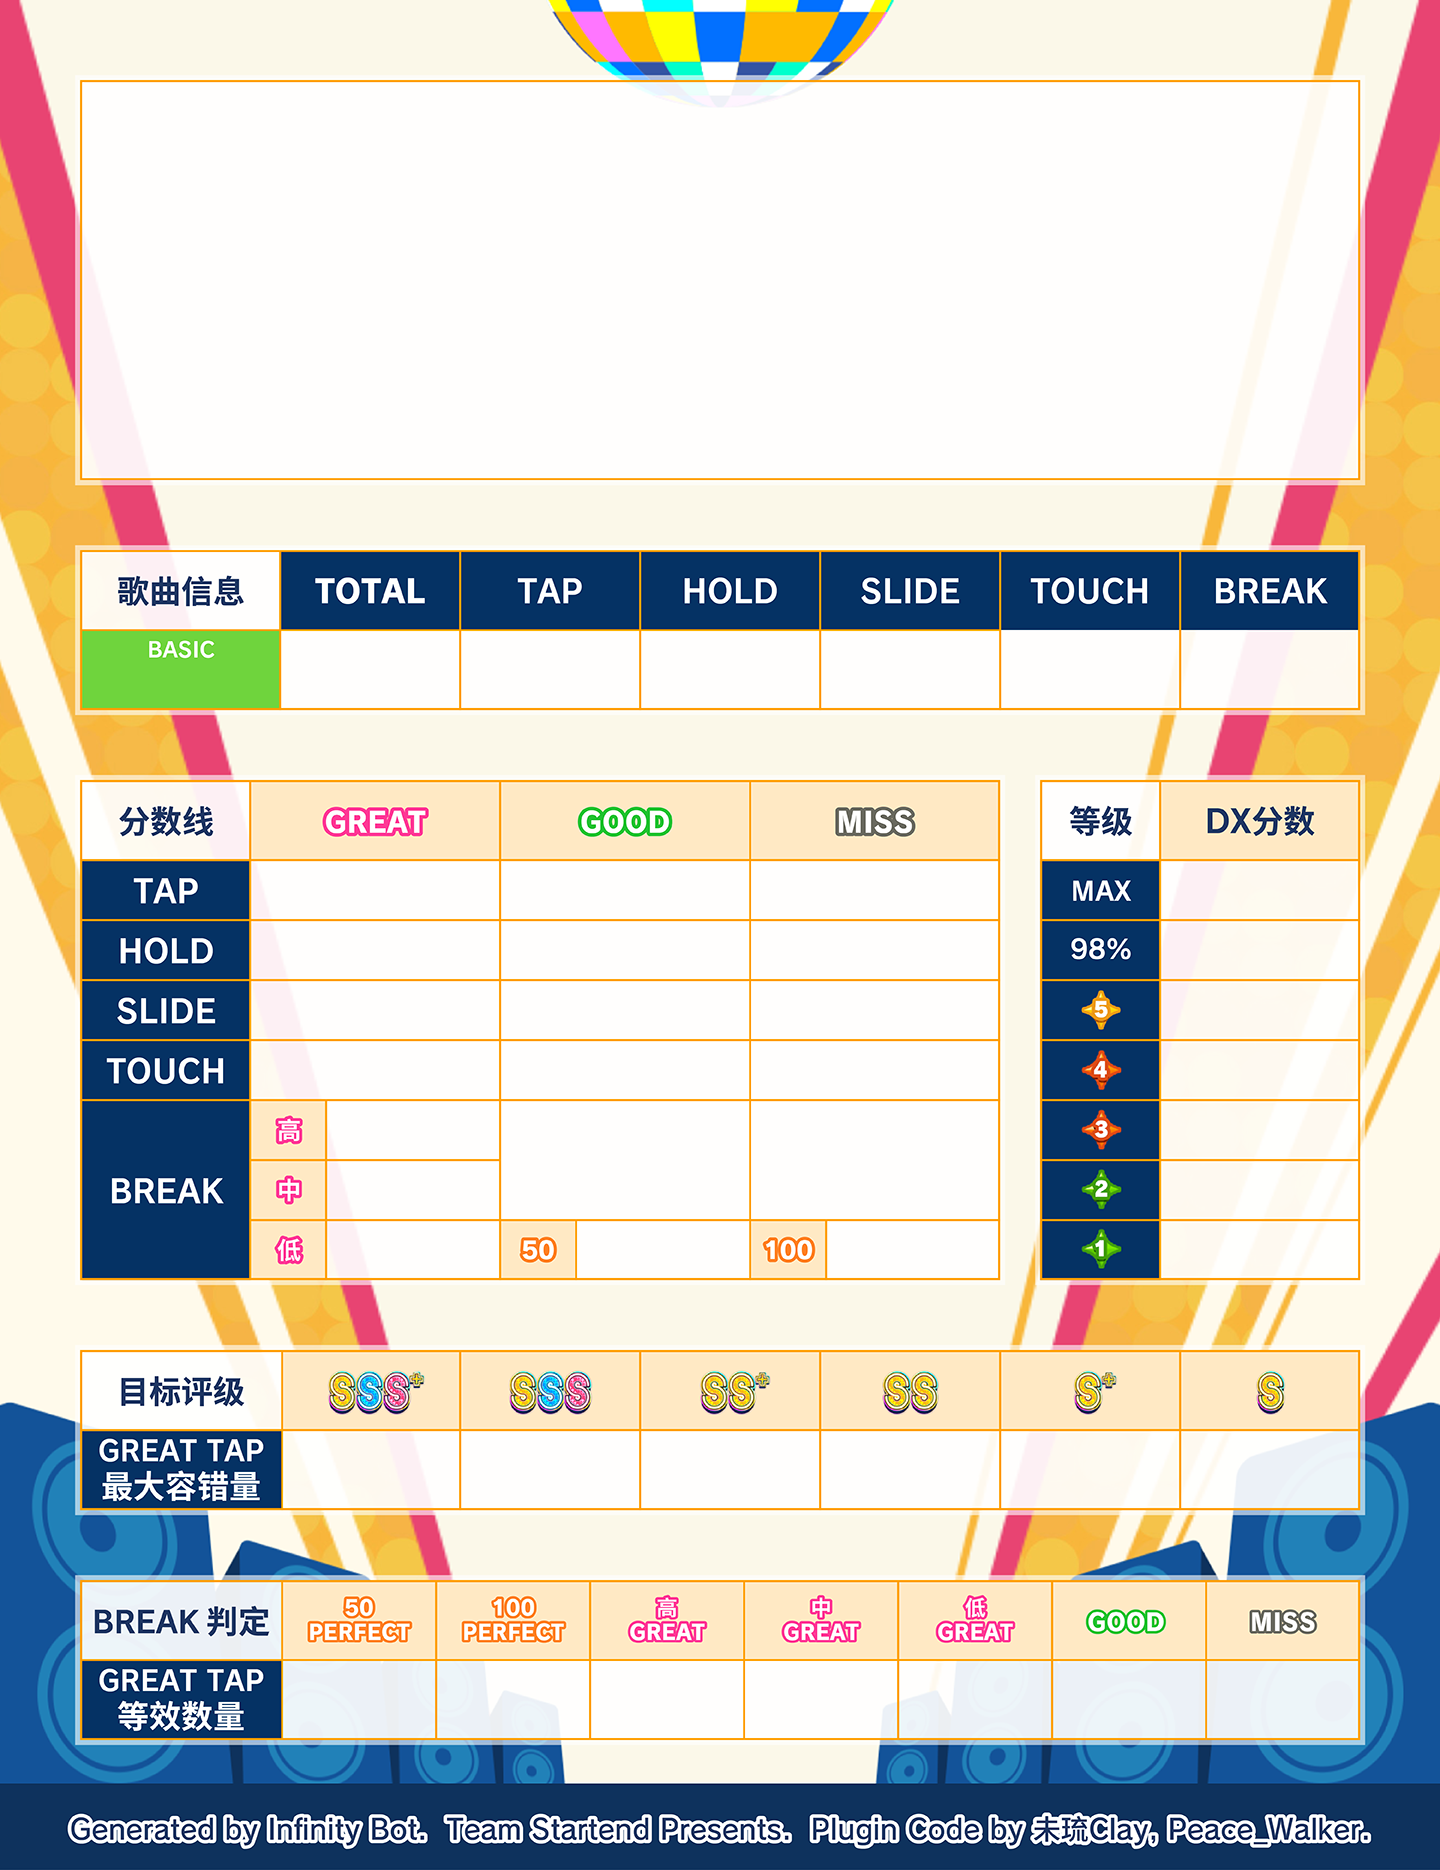 歌曲信息 TOTAL TAP HOLD SLIDE TOUCH BREAK
BASIC
分数线 GREAT GOOD MISS
TAP
HOLD
SLIDE
TOUCH
BREAK
高
中
低 50 100
等级 DX分数
MAX
98%
5
4
3
2
1
目标评级 SSS+ SSS SS+ SS S+ S
GREAT TAP
最大容错量
BREAK 判定 50 PERFECT 100 PERFECT 高 GREAT 中 GREAT 低 GREAT GOOD MISS
GREAT TAP
等效数量
Generated by Infinity Bot. Team Startend Presents. Plugin Code by 未琉Clay, Peace_Walker.